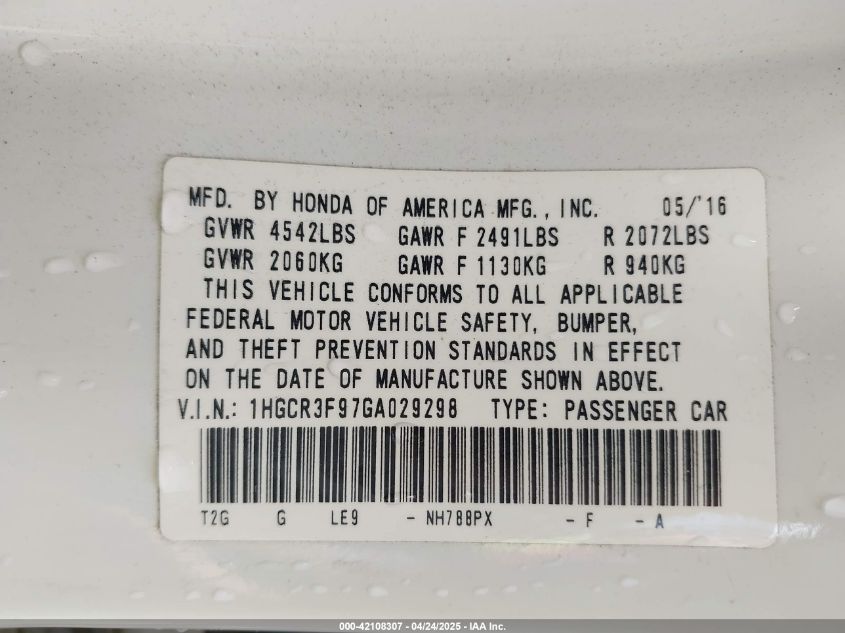 MFD. BY HONDA OF AMERICA MFG., INC. 05/'16
GVWR 4542LBS GAWR F 2491LBS R 2072LBS
GVWR 2060KG GAWR F 1130KG R 940KG
THIS VEHICLE CONFORMS TO ALL APPLICABLE
FEDERAL MOTOR VEHICLE SAFETY, BUMPER,
AND THEFT PREVENTION STANDARDS IN EFFECT
ON THE DATE OF MANUFACTURE SHOWN ABOVE.
V.I.N.: 1HGCR3F97GA029298 TYPE: PASSENGER CAR
T2G G LE9 - NH788PX - F - A
000-42108307 - 04/24/2025 - IAA Inc.